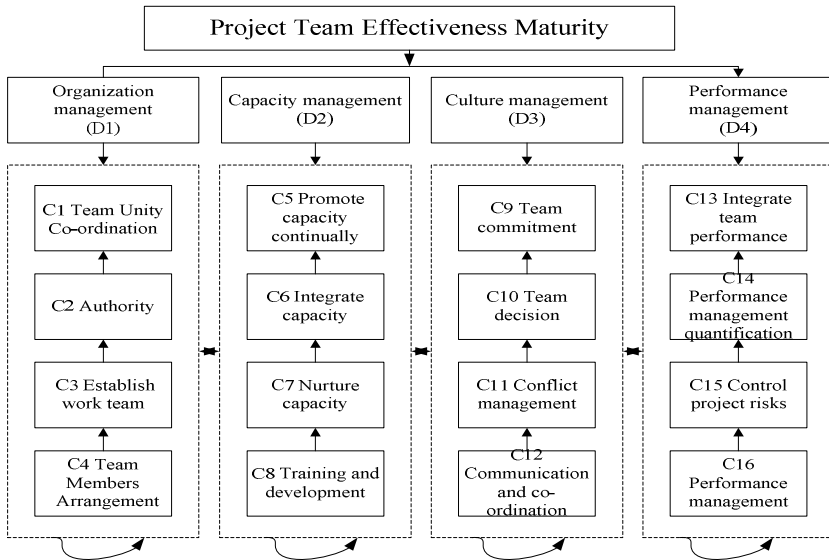 Project Team Effectiveness Maturity
Organization
management
(D1)
Capacity management
(D2)
Culture management
(D3)
Performance
management
(D4)
C1 Team Unity
Co-ordination
C2 Authority
C3 Establish
work team
C4 Team
Members
Arrangement
C5 Promote
capacity
continually
C6 Integrate
capacity
C7 Nurture
capacity
C8 Training and
development
C9 Team
commitment
C10 Team
decision
C11 Conflict
management
C12
Communication
and co-
ordination
C13 Integrate
team
performance
C14
Performance
management
quantification
C15 Control
project risks
C16
Performance
management